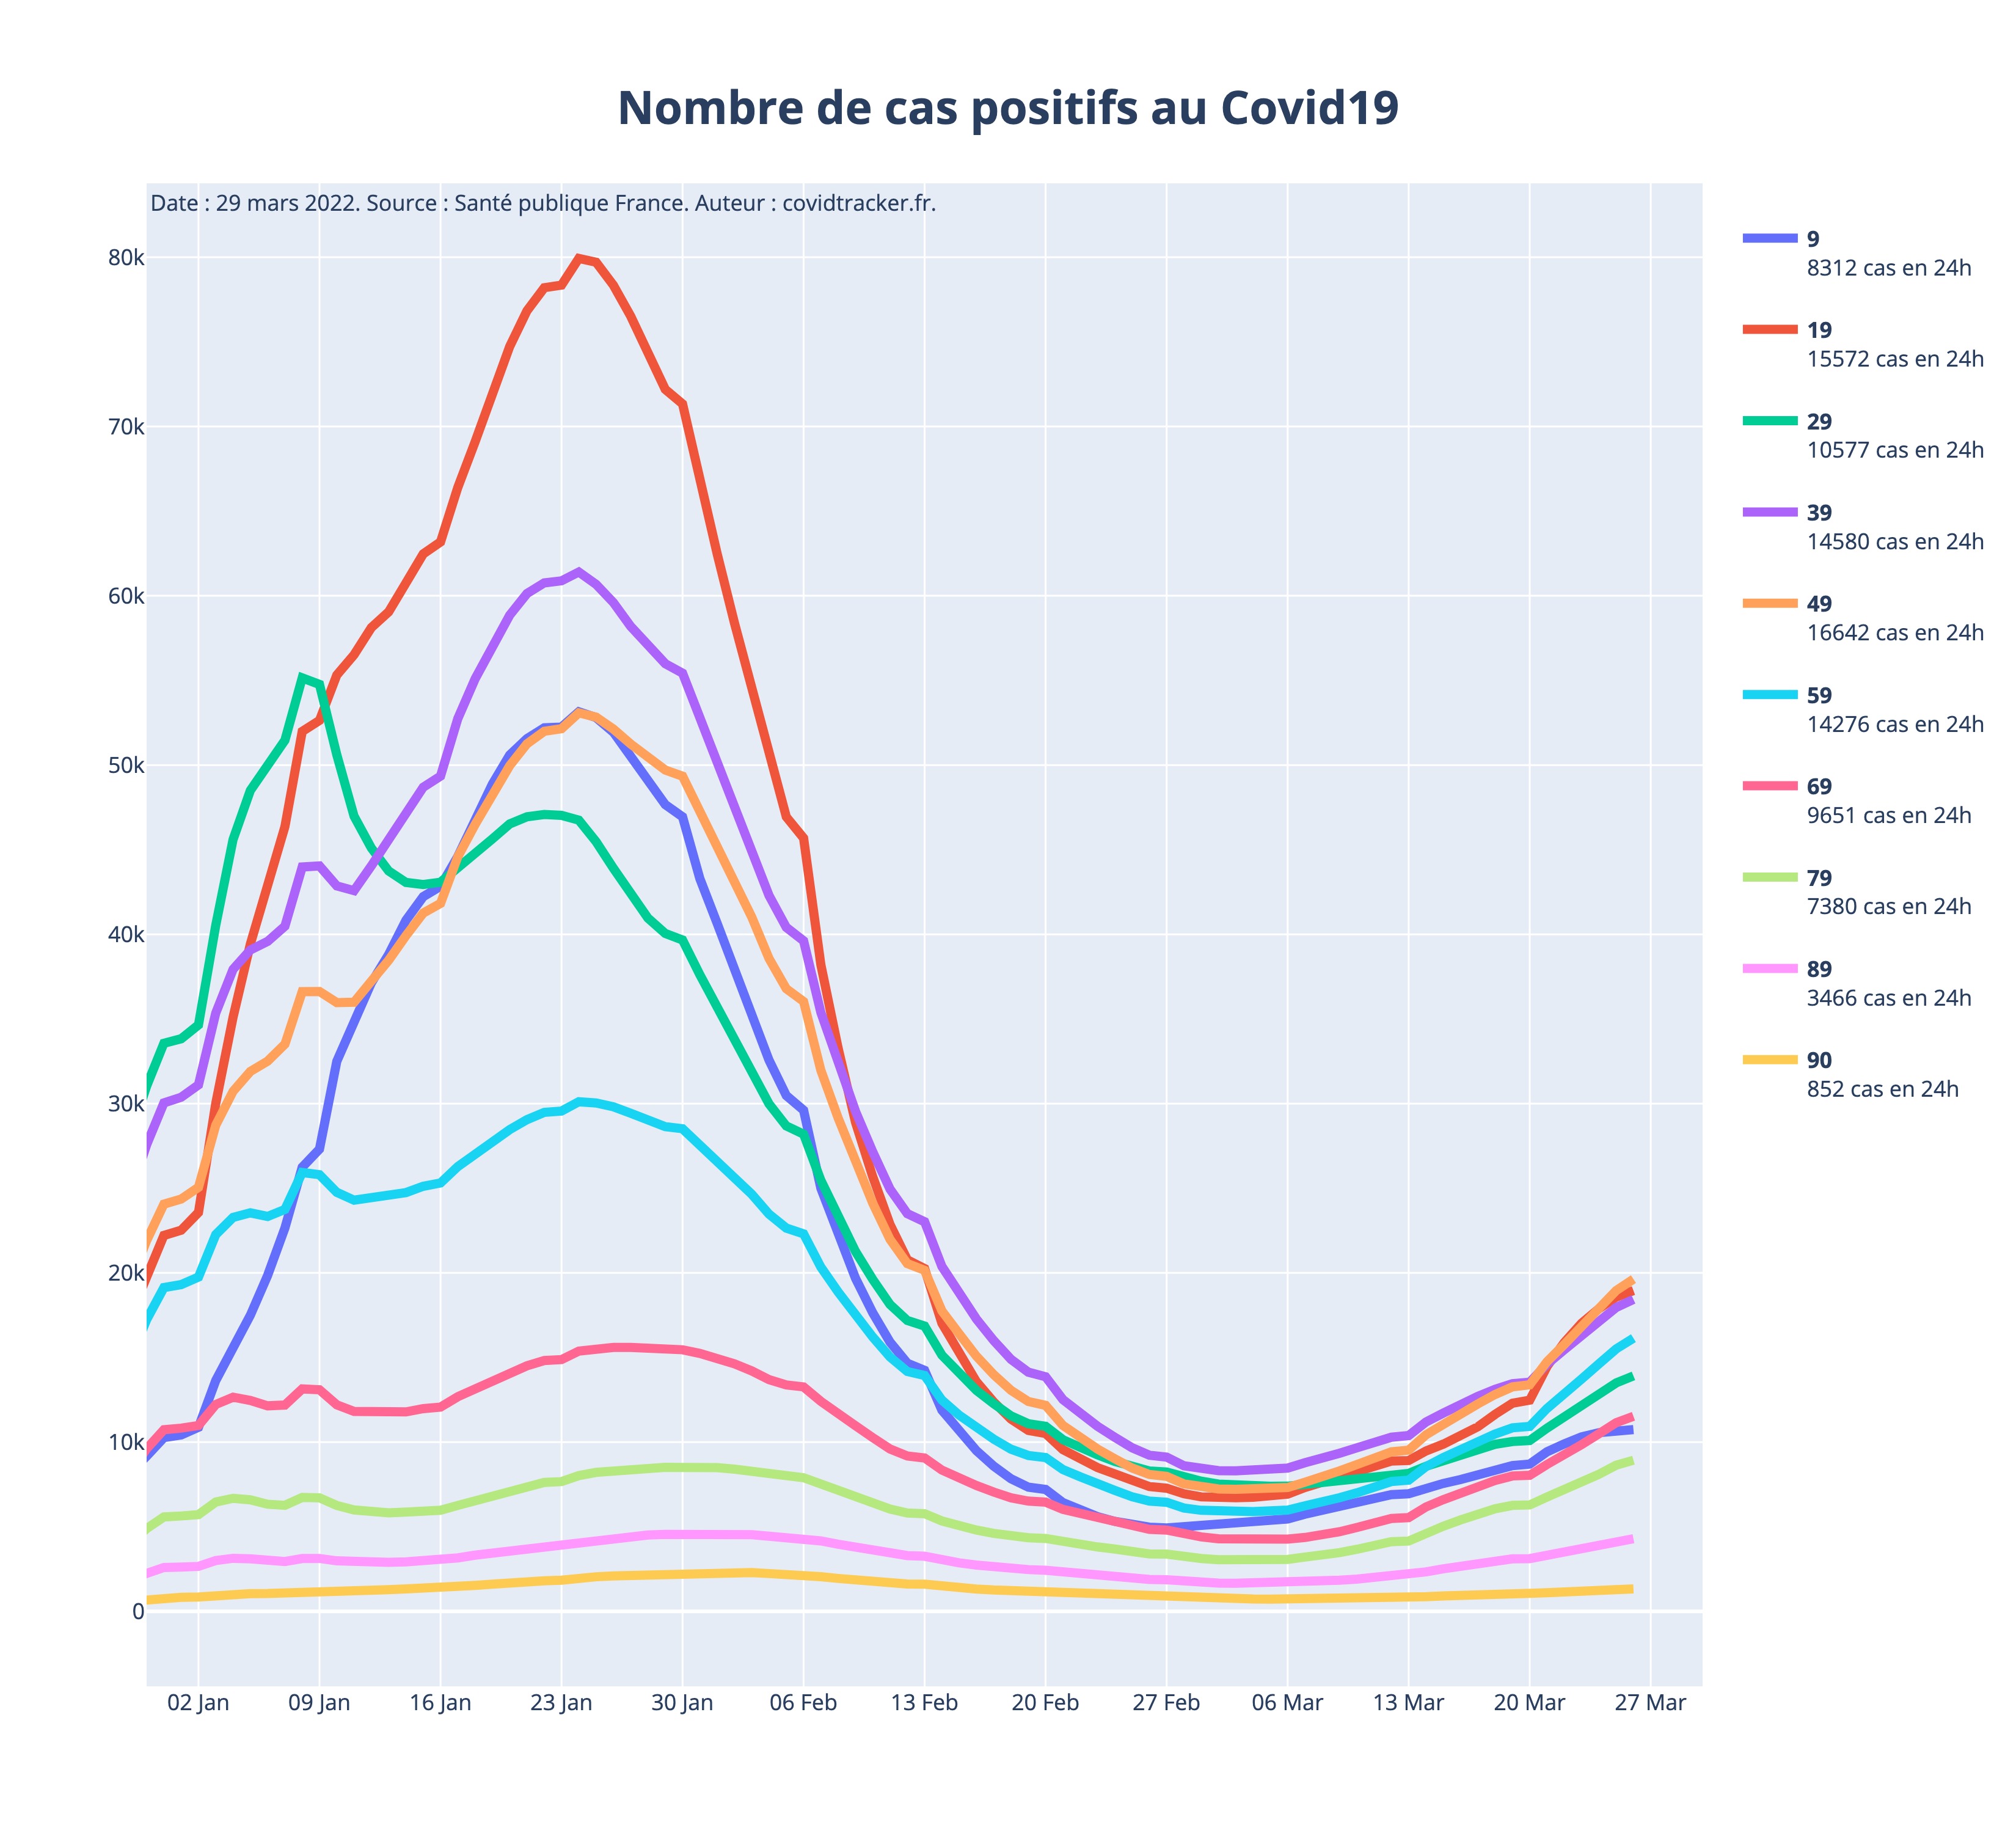 Nombre de cas positifs au Covid19
Date : 29 mars 2022. Source : Santé publique France. Auteur : covidtracker.fr.
80k
70k
60k
50k
40k
30k
20k
10k
0
02 Jan
09 Jan
16 Jan
23 Jan
30 Jan
06 Feb
13 Feb
20 Feb
27 Feb
06 Mar
13 Mar
20 Mar
27 Mar
9
8312 cas en 24h
19
15572 cas en 24h
29
10577 cas en 24h
39
14580 cas en 24h
49
16642 cas en 24h
59
14276 cas en 24h
69
9651 cas en 24h
79
7380 cas en 24h
89
3466 cas en 24h
90
852 cas en 24h